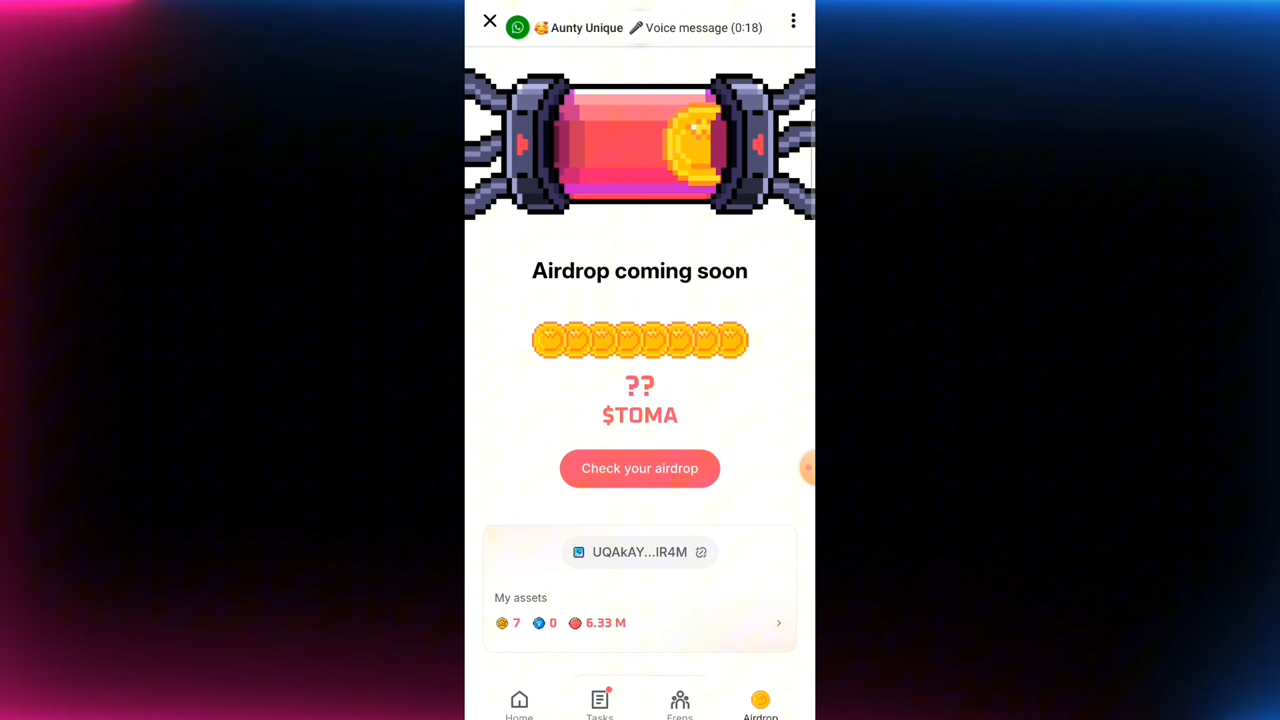 Aunty Unique Voice message (0:18)
Airdrop coming soon
??
$TOMA
Check your airdrop
UQAkAY...IR4M
My assets
7 0 6.33 M
Home Tasks Frens Airdrop